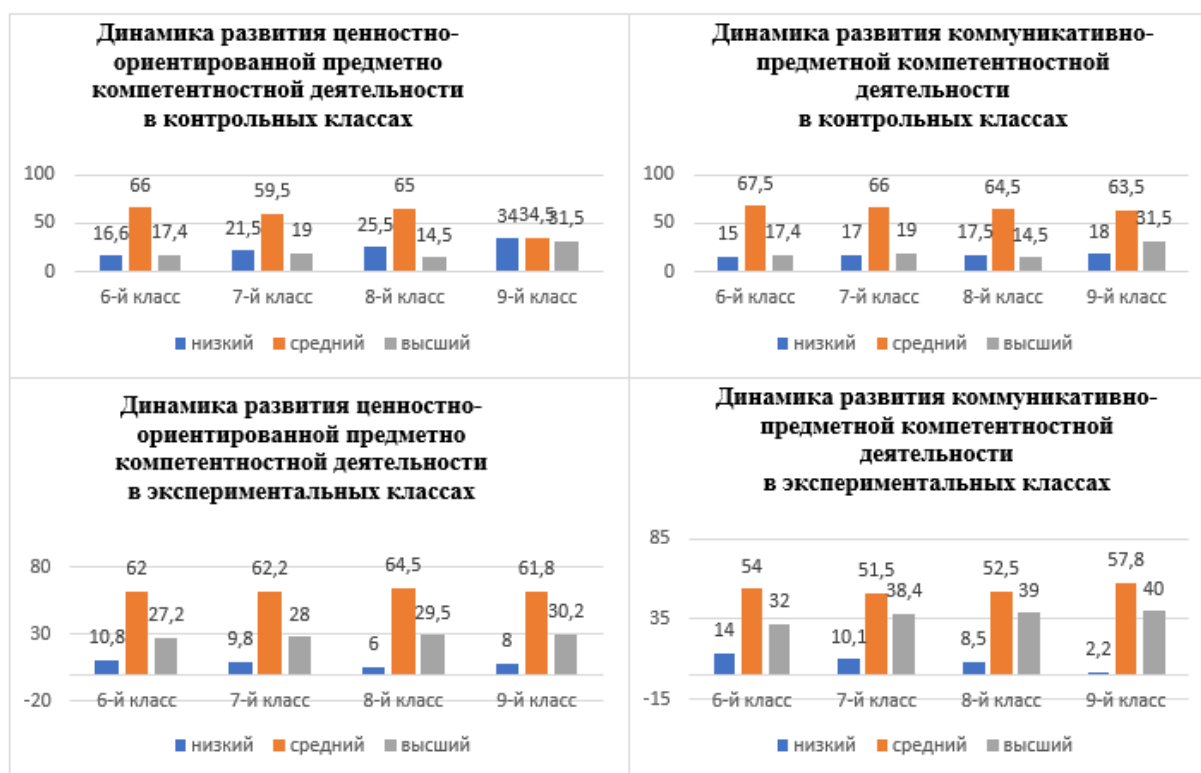 Динамика развития ценностно-
ориентированной предметно
компетентностной деятельности
в контрольных классах
100
50
0
16,6
66
17,4
21,5
59,5
19
25,5
65
14,5
34
34,5
31,5
6-й класс
7-й класс
8-й класс
9-й класс
низкий
средний
высший
Динамика развития коммуникативно-
предметной компетентностной
деятельности
в контрольных классах
100
50
0
15
67,5
17,4
17
66
19
17,5
64,5
14,5
18
63,5
31,5
6-й класс
7-й класс
8-й класс
9-й класс
низкий
средний
высший
Динамика развития ценностно-
ориентированной предметно
компетентностной деятельности
в экспериментальных классах
80
30
-20
10,8
62
27,2
9,8
62,2
28
6
64,5
29,5
8
61,8
30,2
6-й класс
7-й класс
8-й класс
9-й класс
низкий
средний
высший
Динамика развития коммуникативно-
предметной компетентностной
деятельности
в экспериментальных классах
85
35
-15
14
54
32
10,1
51,5
38,4
8,5
52,5
39
2,2
57,8
40
6-й класс
7-й класс
8-й класс
9-й класс
низкий
средний
высший